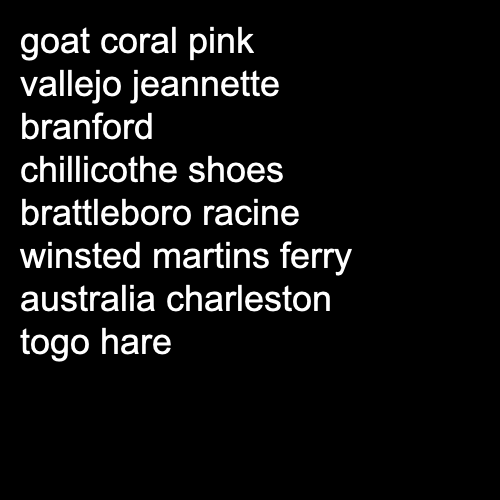 goat coral pink
vallejo jeannette
branford
chillicothe shoes
brattleboro racine
winsted martins ferry
australia charleston
togo hare